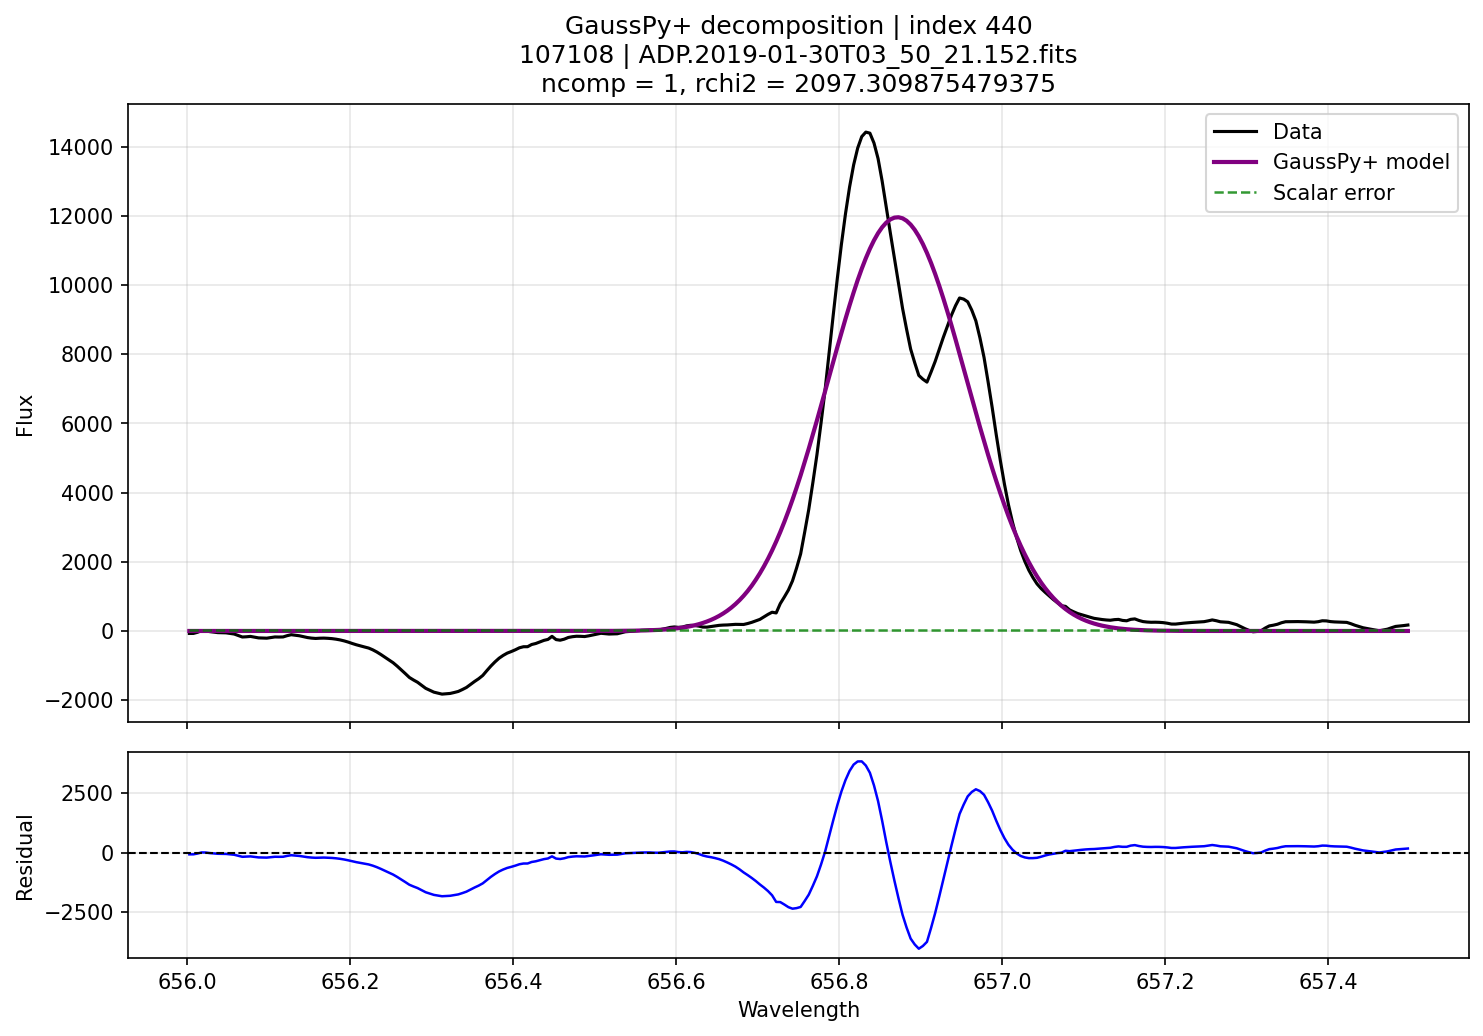 GaussPy+ decomposition | index 440
107108 | ADP.2019-01-30T03_50_21.152.fits
ncomp = 1, rchi2 = 2097.309875479375
Data
GaussPy+ model
Scalar error
Flux
14000
12000
10000
8000
6000
4000
2000
0
−2000
Residual
2500
0
−2500
656.0 656.2 656.4 656.6 656.8 657.0 657.2 657.4
Wavelength